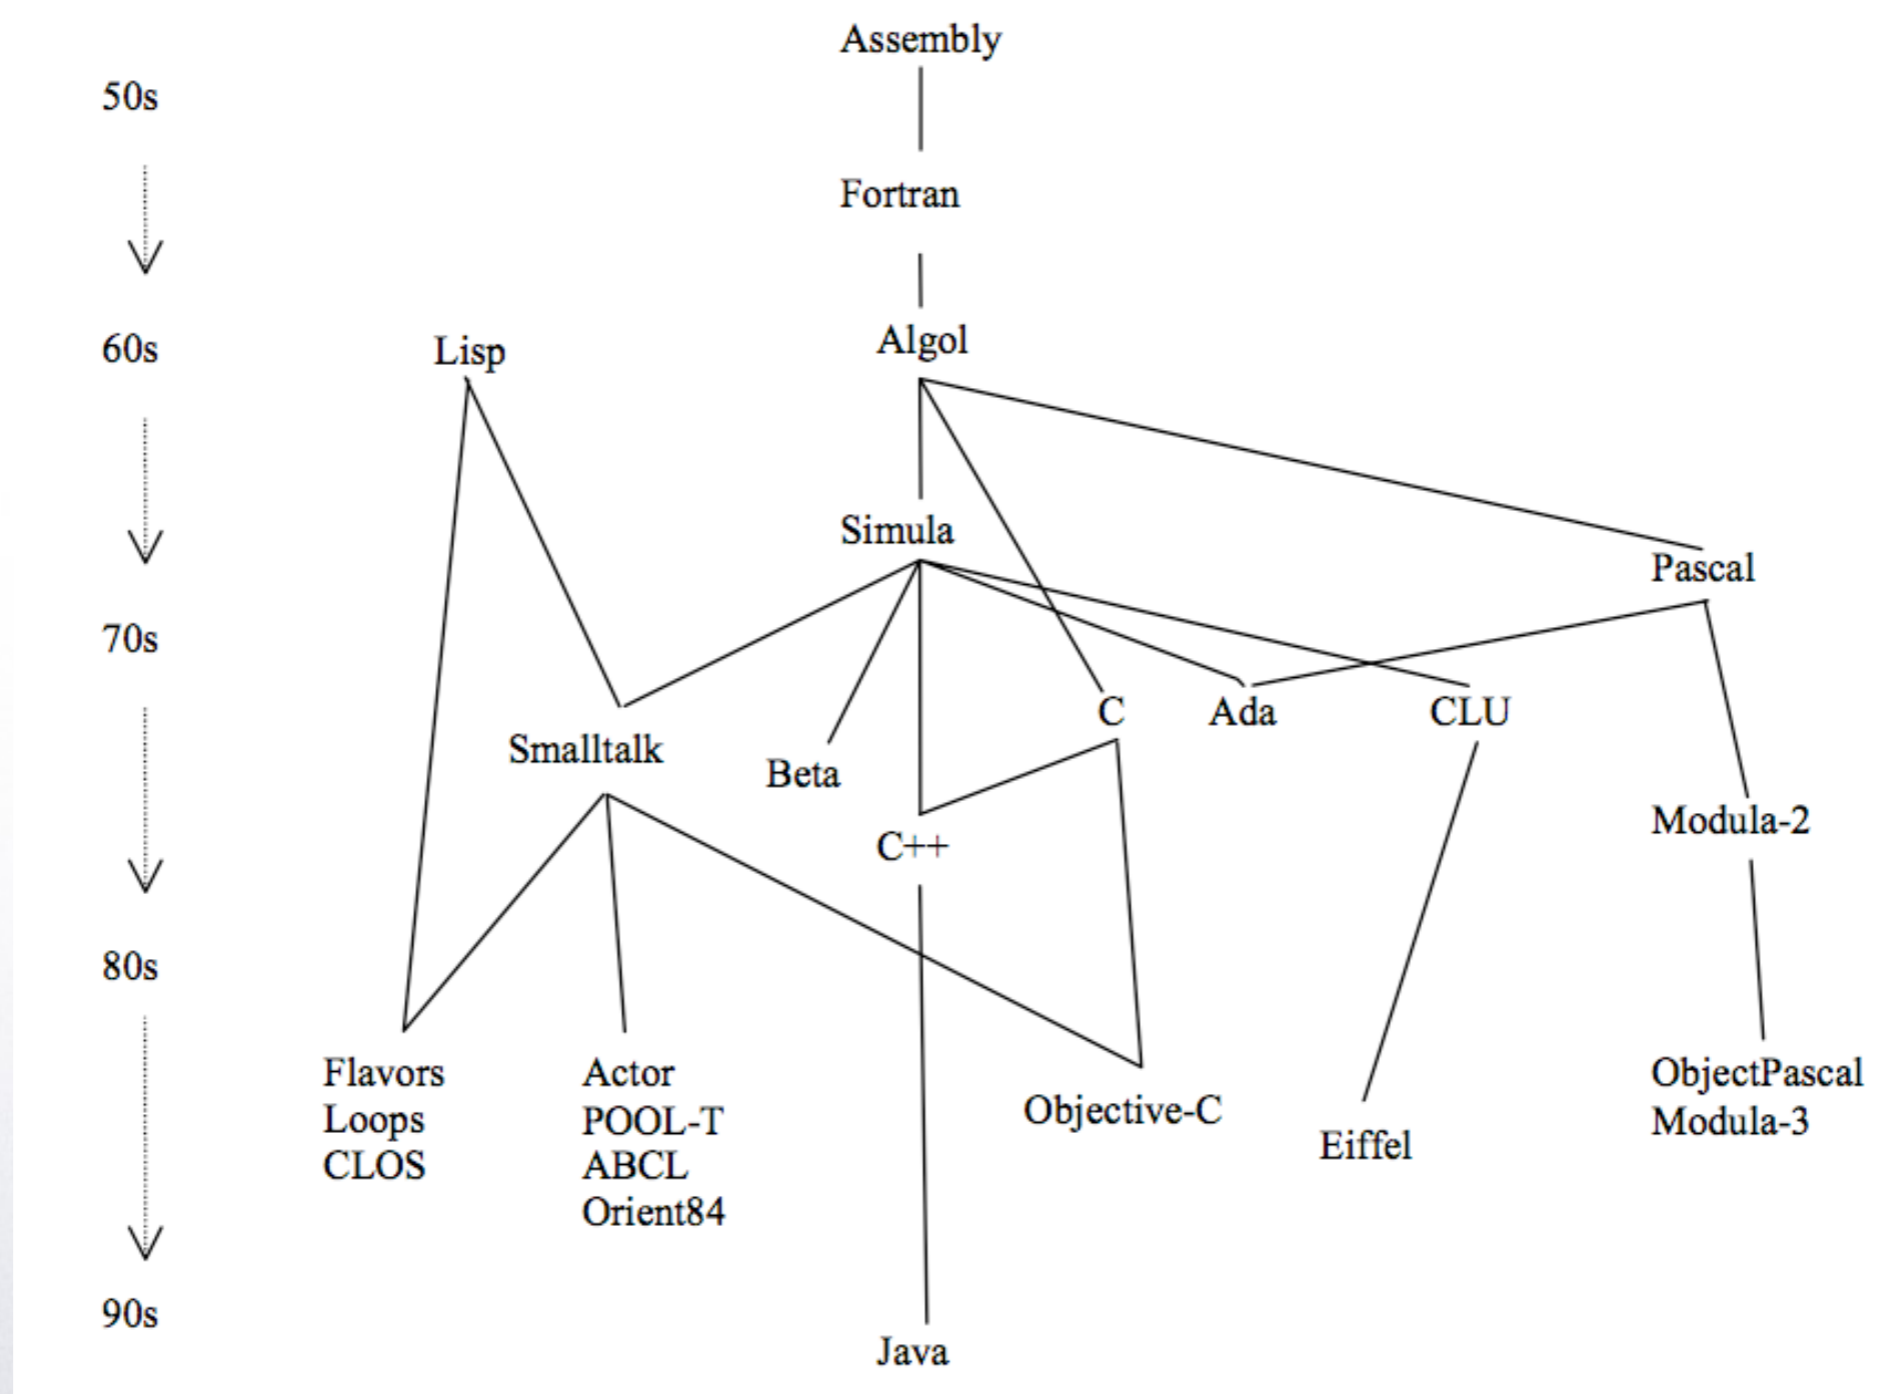 Assembly
50s
Fortran
60s
Lisp
Algol
Simula
Pascal
70s
Smalltalk
Beta
C
Ada
CLU
C++
Modula-2
80s
Flavors
Loops
CLOS
Actor
POOL-T
ABCL
Orient84
Objective-C
Eiffel
ObjectPascal
Modula-3
90s
Java